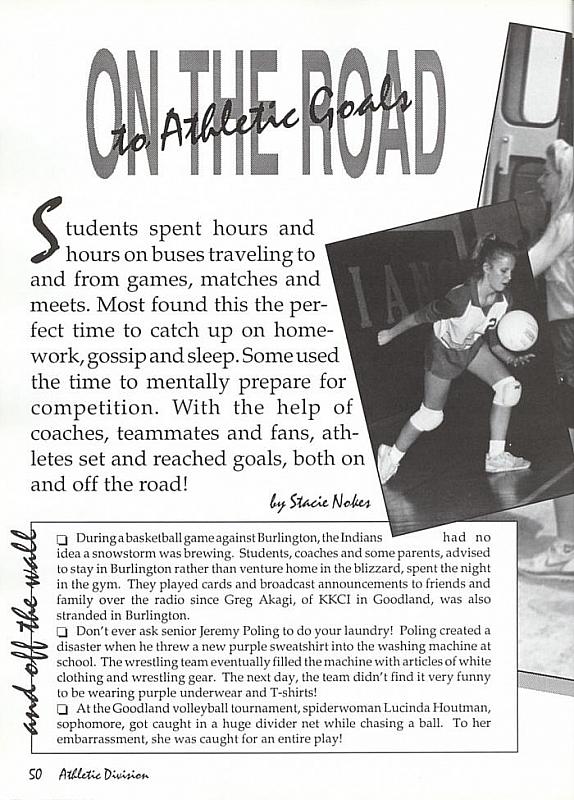 ON THE ROAD
to Athletic Goals
Students spent hours and
hours on buses traveling to
and from games, matches and
meets. Most found this the per-
fect time to catch up on home-
work, gossip and sleep. Some used
the time to mentally prepare for
competition. With the help of
coaches, teammates and fans, ath-
letes set and reached goals, both on
and off the road!
by Stacie Nokes
IAN
2
and off the wall
❏ During a basketball game against Burlington, the Indians had no
idea a snowstorm was brewing. Students, coaches and some parents, advised
to stay in Burlington rather than venture home in the blizzard, spent the night
in the gym. They played cards and broadcast announcements to friends and
family over the radio since Greg Akagi, of KKCI in Goodland, was also
stranded in Burlington.
❏ Don't ever ask senior Jeremy Poling to do your laundry! Poling created a
disaster when he threw a new purple sweatshirt into the washing machine at
school. The wrestling team eventually filled the machine with articles of white
clothing and wrestling gear. The next day, the team didn't find it very funny
to be wearing purple underwear and T-shirts!
❏ At the Goodland volleyball tournament, spiderwoman Lucinda Houtman,
sophomore, got caught in a huge divider net while chasing a ball. To her
embarrassment, she was caught for an entire play!
50 Athletic Division